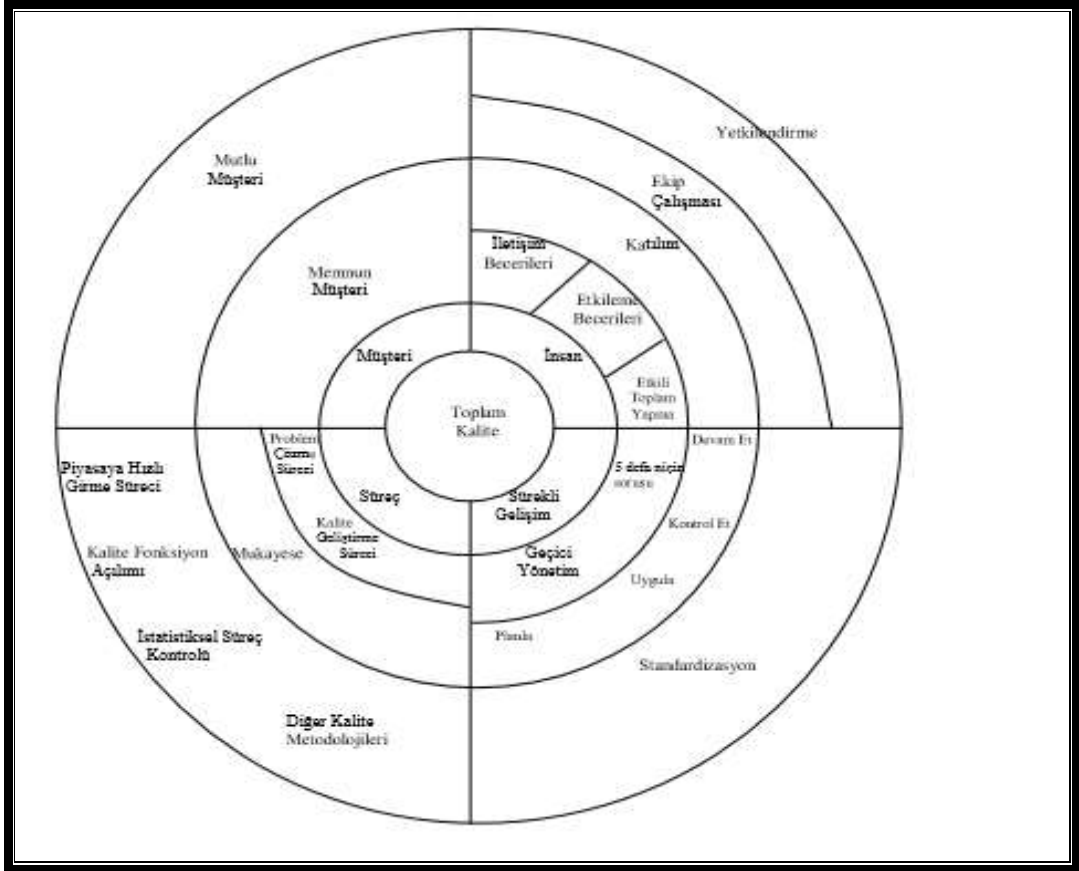 Yetkilendirme
Mutlu
Müşteri
Ekip
Çalışması
Katılım
İletişim
Becerileri
Memnun
Müşteri
Etkileme
Becerileri
Müşteri
İnsan
Etkili
Toplam
Yapma
Toplam
Kalite
Problem
Çözme
Süreci
Devam Et
Piyasaya Hızlı
Girme Süreci
5 defa niçin
sorusu
Süreç
Sürekli
Gelişim
Kalite
Geliştirme
Süreci
Kontrol Et
Kalite Fonksiyon
Açılımı
Mukayese
Geçici
Yönetim
Uygula
İstatistiksel Süreç
Kontrolü
Planla
Standardizasyon
Diğer Kalite
Metodolojileri